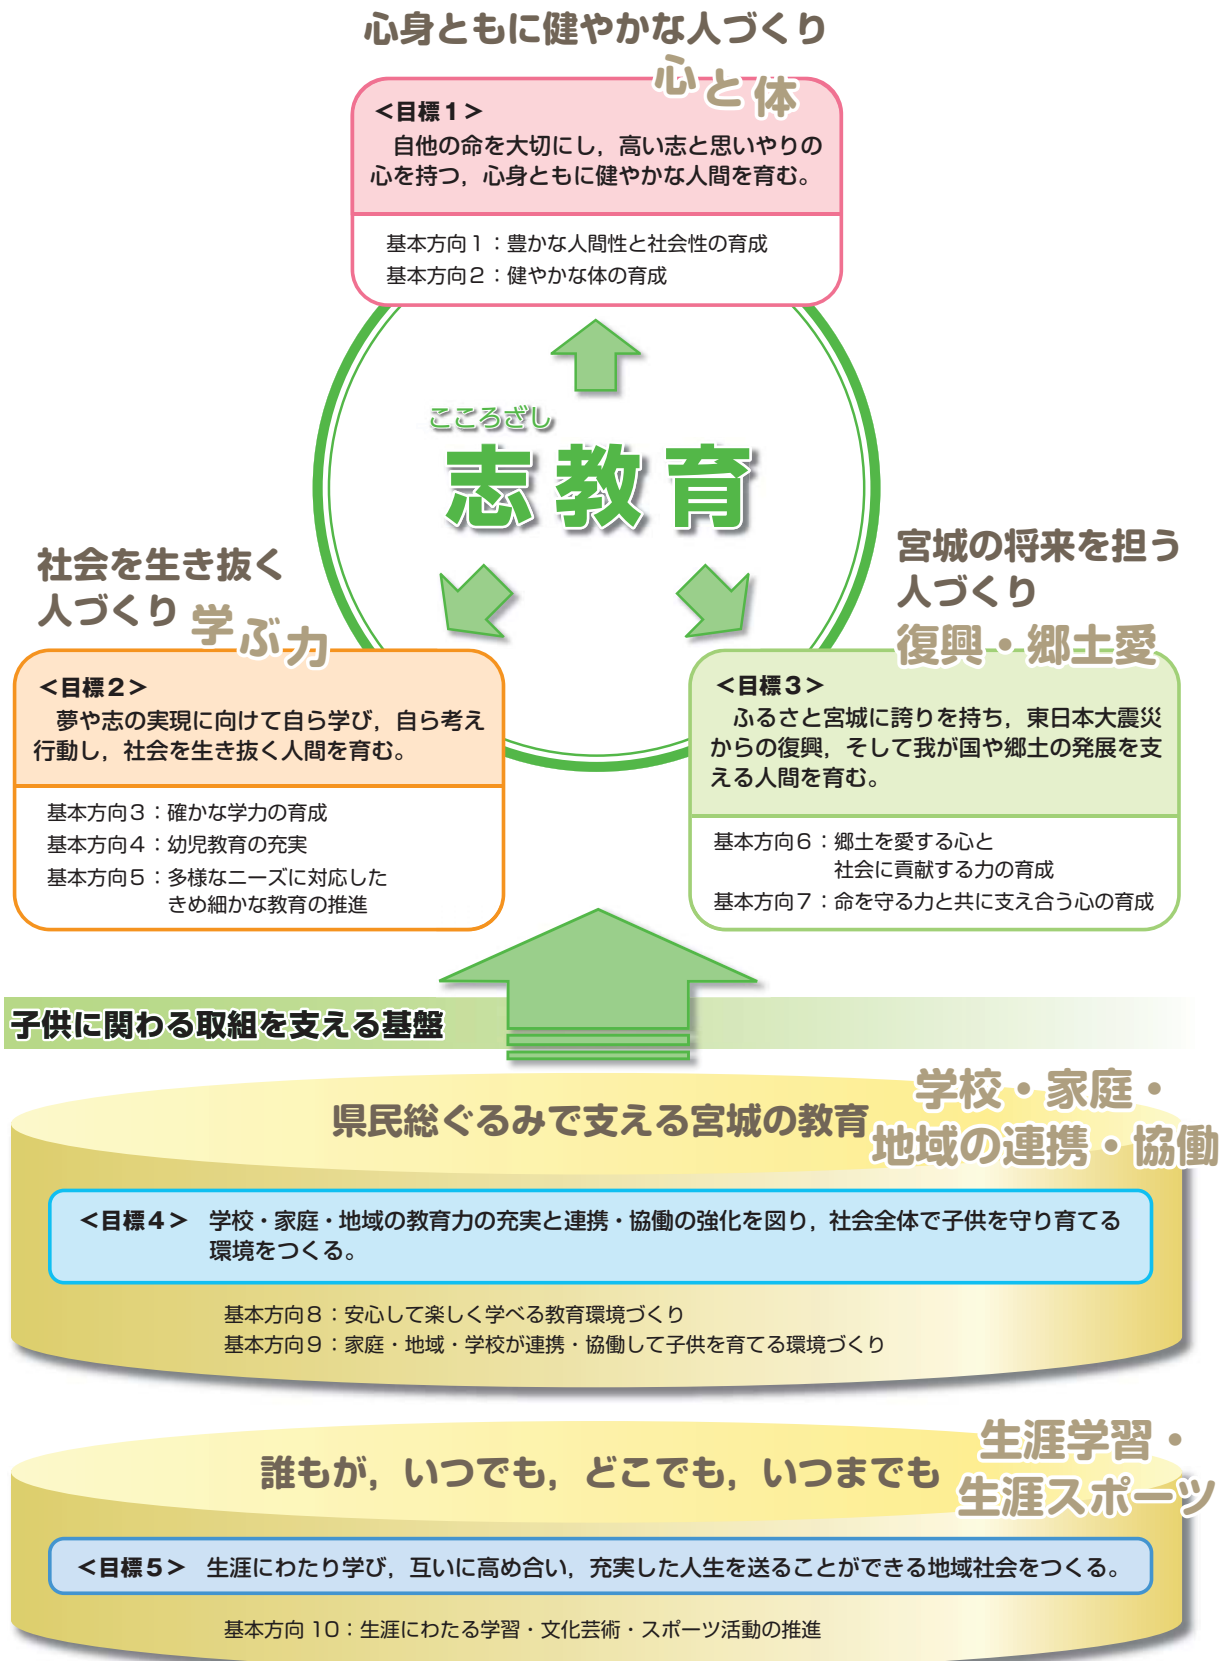 心身ともに健やかな人づくり
心と体
＜目標１＞
自他の命を大切にし，高い志と思いやりの
心を持つ，心身ともに健やかな人間を育む。
基本方向１：豊かな人間性と社会性の育成
基本方向２：健やかな体の育成
こころざし
志教育
社会を生き抜く
人づくり
学ぶ力
＜目標２＞
夢や志の実現に向けて自ら学び，自ら考え
行動し，社会を生き抜く人間を育む。
基本方向３：確かな学力の育成
基本方向４：幼児教育の充実
基本方向５：多様なニーズに対応した
きめ細かな教育の推進
宮城の将来を担う
人づくり
復興・郷土愛
＜目標３＞
ふるさと宮城に誇りを持ち，東日本大震災
からの復興，そして我が国や郷土の発展を支
える人間を育む。
基本方向６：郷土を愛する心と
社会に貢献する力の育成
基本方向７：命を守る力と共に支え合う心の育成
子供に関わる取組を支える基盤
県民総ぐるみで支える宮城の教育
学校・家庭・
地域の連携・協働
＜目標４＞ 学校・家庭・地域の教育力の充実と連携・協働の強化を図り，社会全体で子供を守り育てる
環境をつくる。
基本方向８：安心して楽しく学べる教育環境づくり
基本方向９：家庭・地域・学校が連携・協働して子供を育てる環境づくり
誰もが，いつでも，どこでも，いつまでも
生涯学習・
生涯スポーツ
＜目標５＞ 生涯にわたり学び，互いに高め合い，充実した人生を送ることができる地域社会をつくる。
基本方向 10：生涯にわたる学習・文化芸術・スポーツ活動の推進